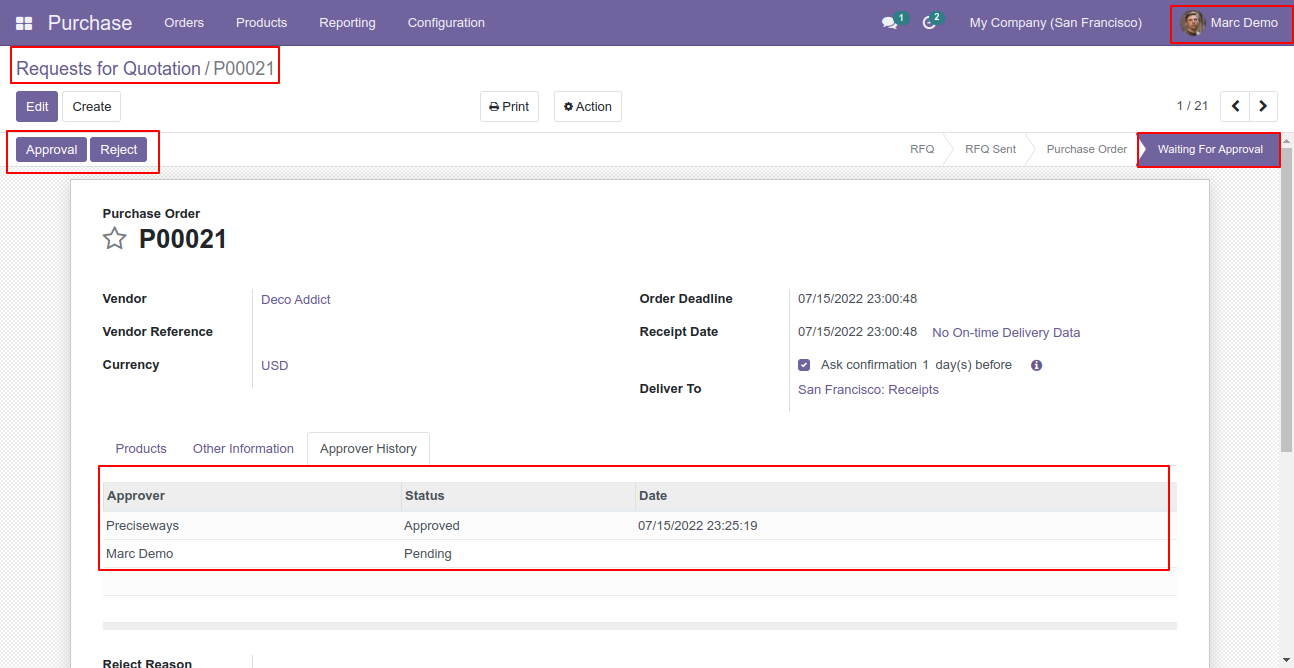 Purchase Orders Products Reporting Configuration 1 2 My Company (San Francisco) Marc Demo
Requests for Quotation / P00021
Edit Create Print Action 1 / 21
Approval Reject RFQ RFQ Sent Purchase Order Waiting For Approval
Purchase Order
P00021
Vendor Deco Addict Order Deadline 07/15/2022 23:00:48
Vendor Reference Receipt Date 07/15/2022 23:00:48 No On-time Delivery Data
Currency USD Ask confirmation 1 day(s) before
Deliver To San Francisco: Receipts
Products Other Information Approver History
Approver Status Date
Preciseways Approved 07/15/2022 23:25:19
Marc Demo Pending
Reject Reason